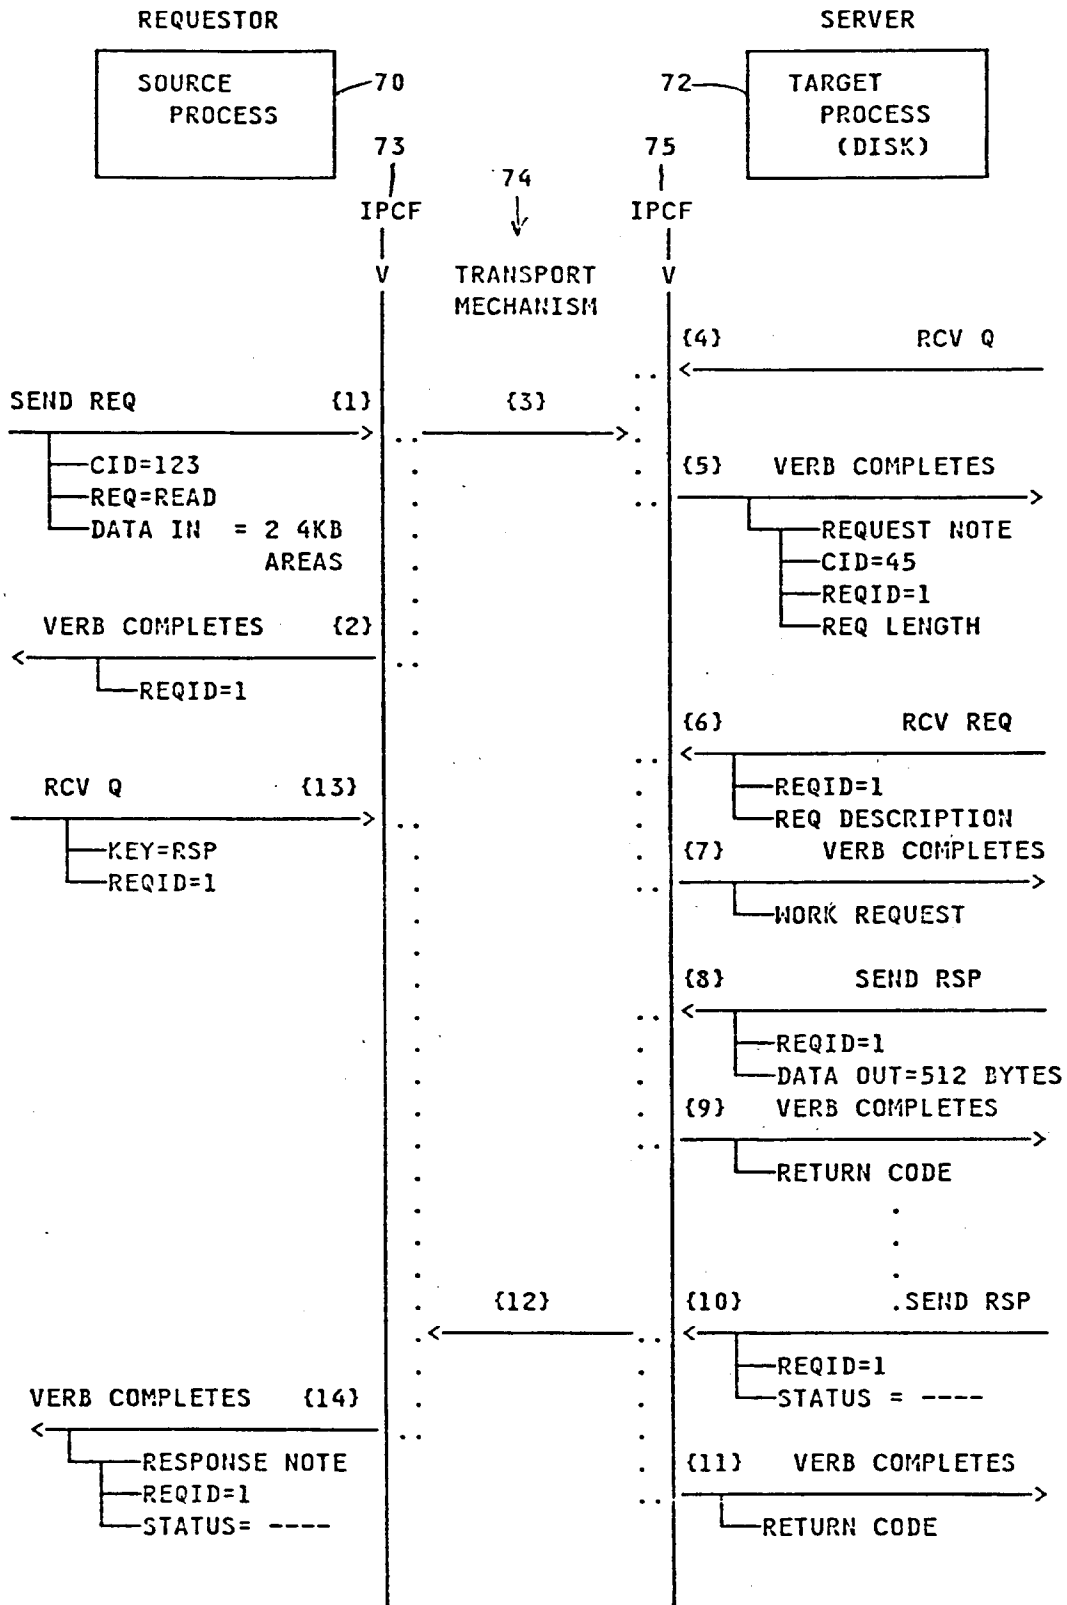 REQUESTOR SERVER
SOURCE PROCESS
70
72
TARGET PROCESS (DISK)
73
75
74
IPCF
IPCF
V
TRANSPORT MECHANISM
V
{4} RCV Q
SEND REQ {1}
{3}
CID=123
REQ=READ
DATA IN = 2 4KB
AREAS
{5} VERB COMPLETES
REQUEST NOTE
CID=45
REQID=1
REQ LENGTH
VERB COMPLETES {2}
REQID=1
{6} RCV REQ
REQID=1
REQ DESCRIPTION
RCV Q {13}
KEY=RSP
REQID=1
{7} VERB COMPLETES
WORK REQUEST
{8} SEND RSP
REQID=1
DATA OUT=512 BYTES
{9} VERB COMPLETES
RETURN CODE
{12}
{10} SEND RSP
REQID=1
STATUS = ----
VERB COMPLETES {14}
RESPONSE NOTE
REQID=1
STATUS= ----
{11} VERB COMPLETES
RETURN CODE